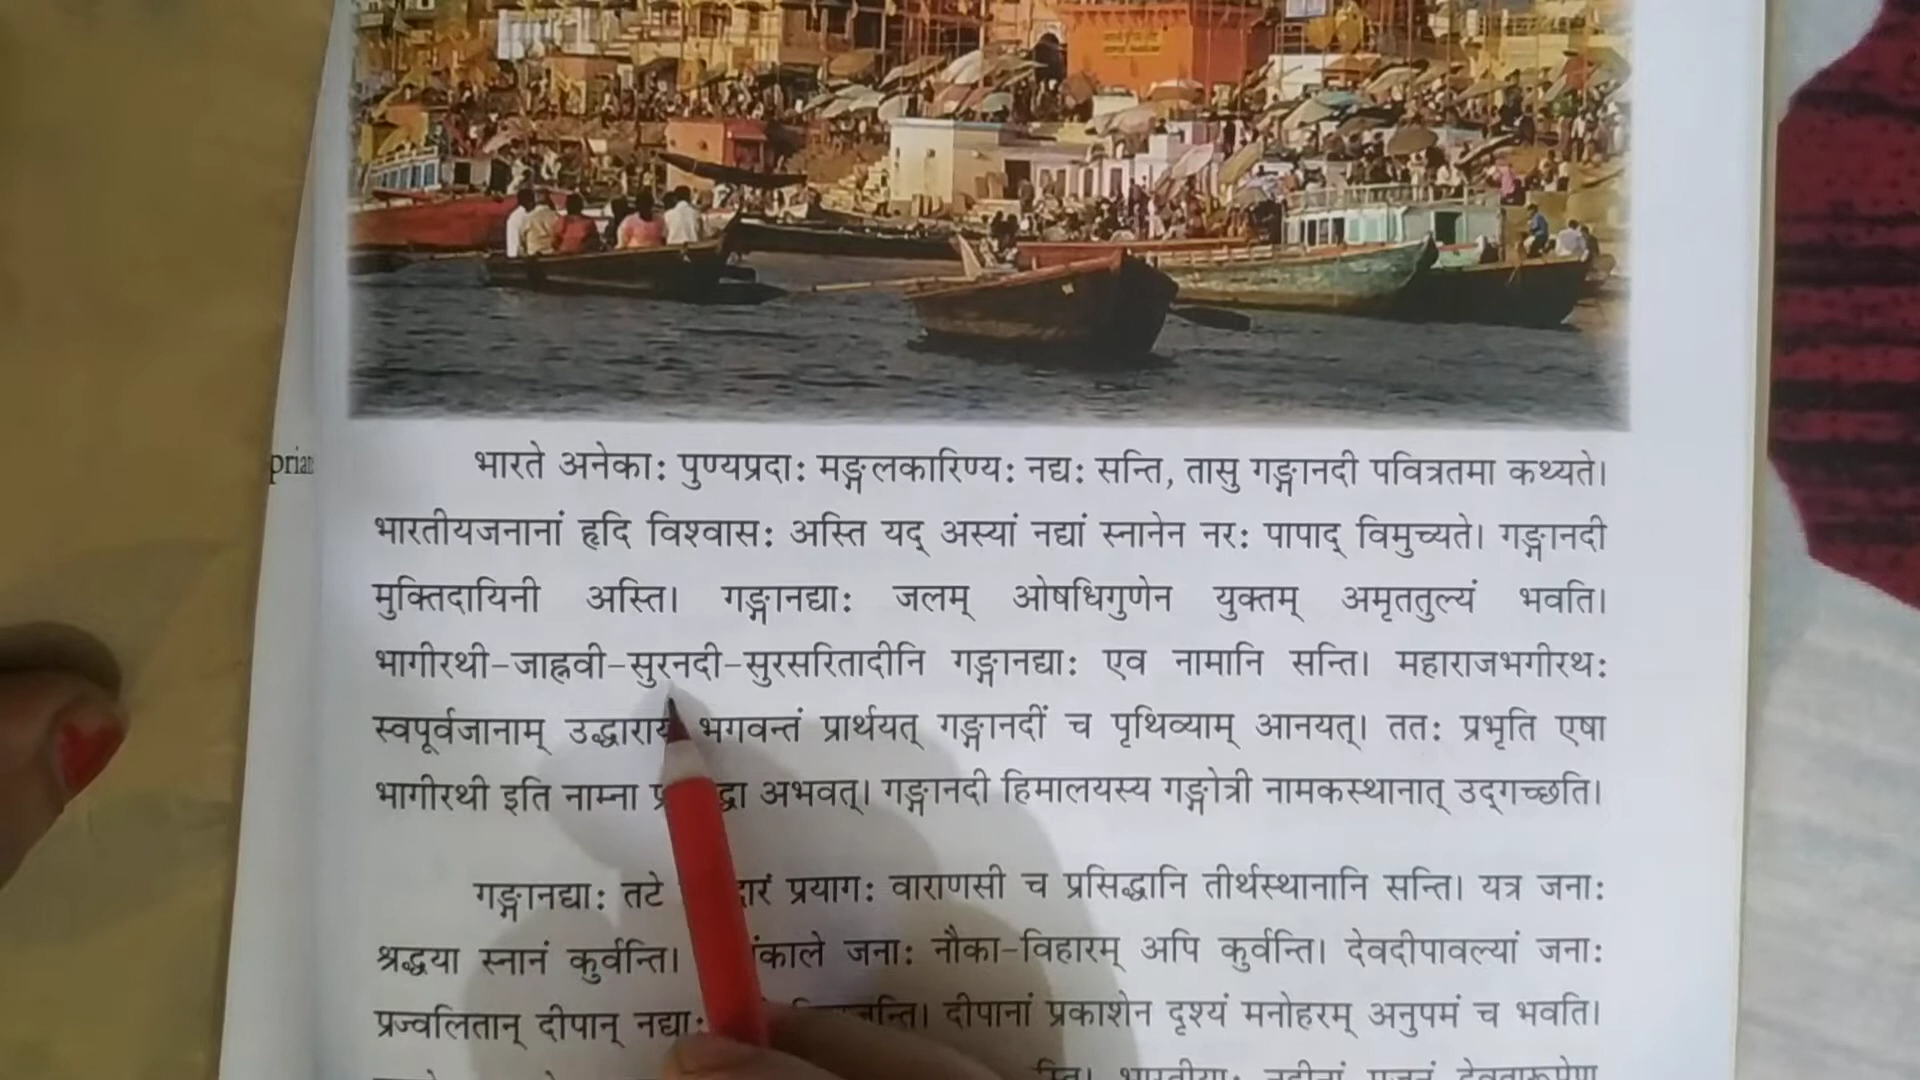 priat
भारते अनेकाः पुण्यप्रदाः मङ्गलकारिण्यः नद्यः सन्ति, तासु गङ्गानदी पवित्रतमा कथ्यते।
भारतीयजनानां हृदि विश्वासः अस्ति यद् अस्यां नद्यां स्नानेन नरः पापाद् विमुच्यते। गङ्गानदी
मुक्तिदायिनी अस्ति। गङ्गानद्याः जलम् ओषधिगुणेन युक्तम् अमृततुल्यं भवति।
भागीरथी-जाह्नवी-सुरनदी-सुरसरितादीनि गङ्गानद्याः एव नामानि सन्ति। महाराजभगीरथः
स्वपूर्वजानाम् उद्धाराय भगवन्तं प्रार्थयत् गङ्गानदीं च पृथिव्याम् आनयत्। ततः प्रभृति एषा
भागीरथी इति नाम्ना अभवत्। गङ्गानदी हिमालयस्य गङ्गोत्री नामकस्थानात् उद्गच्छति।
गङ्गानद्याः तटे प्रयागः वाराणसी च प्रसिद्धानि तीर्थस्थानानि सन्ति। यत्र जनाः
श्रद्धया स्नानं कुर्वन्ति। जनाः नौका-विहारम् अपि कुर्वन्ति। देवदीपावल्यां जनाः
प्रज्वलितान् दीपान् नद्याः दीपानां प्रकाशेन दृश्यं मनोहरम् अनुपमं च भवति।
भारतीयाः नदीनां पूजनं देवतारूपेण